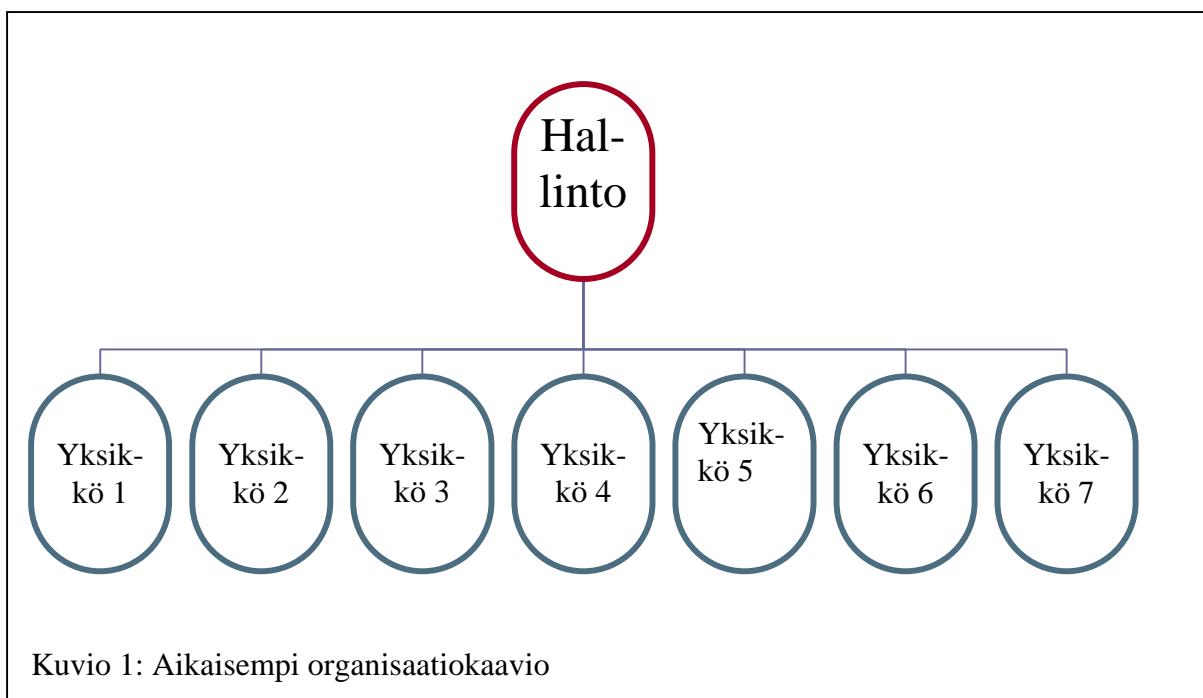 Hal-
linto
Yksik-
kö 1
Yksik-
kö 2
Yksik-
kö 3
Yksik-
kö 4
Yksik-
kö 5
Yksik-
kö 6
Yksik-
kö 7
Kuvio 1: Aikaisempi organisaatiokaavio